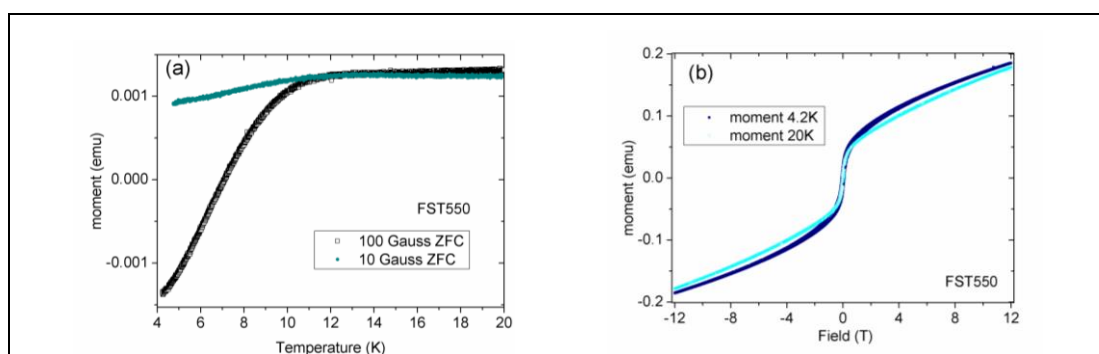 (a)
0.001
0.000
-0.001
moment (emu)
FST550
100 Gauss ZFC
10 Gauss ZFC
4 6 8 10 12 14 16 18 20
Temperature (K)
(b)
0.2
0.1
0.0
-0.1
-0.2
moment (emu)
moment 4.2K
moment 20K
FST550
-12 -8 -4 0 4 8 12
Field (T)